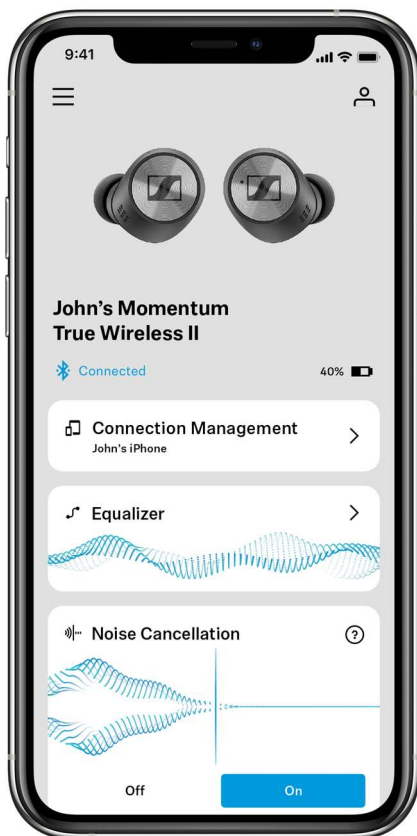 9:41
John’s Momentum
True Wireless II
Connected
40%
Connection Management
John's iPhone
Equalizer
Noise Cancellation
?
Off
On